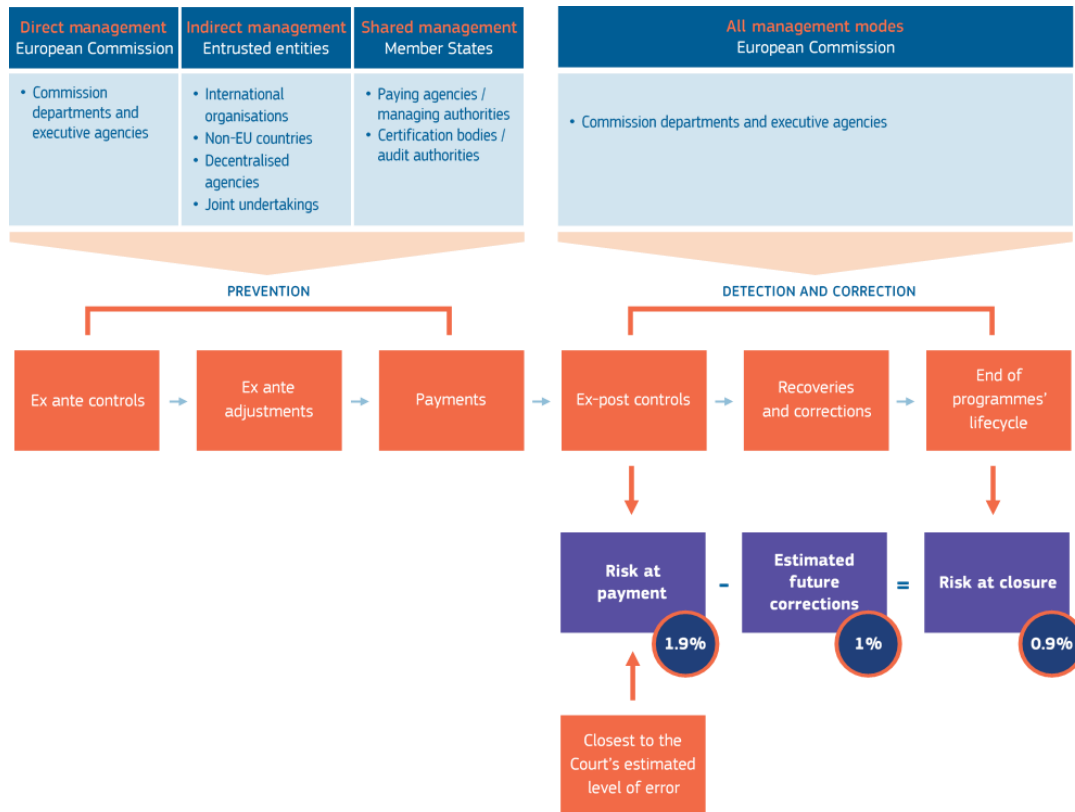 Direct management
European Commission
Indirect management
Entrusted entities
Shared management
Member States
All management modes
European Commission
• Commission
departments and
executive agencies
• International
organisations
• Non-EU countries
• Decentralised
agencies
• Joint undertakings
• Paying agencies /
managing authorities
• Certification bodies /
audit authorities
• Commission departments and executive agencies
PREVENTION
DETECTION AND CORRECTION
Ex ante controls
Ex ante
adjustments
Payments
Ex-post controls
Recoveries
and corrections
End of
programmes'
lifecycle
Risk at
payment
1.9%
-
Estimated
future
corrections
1%
=
Risk at closure
0.9%
Closest to the
Court's estimated
level of error